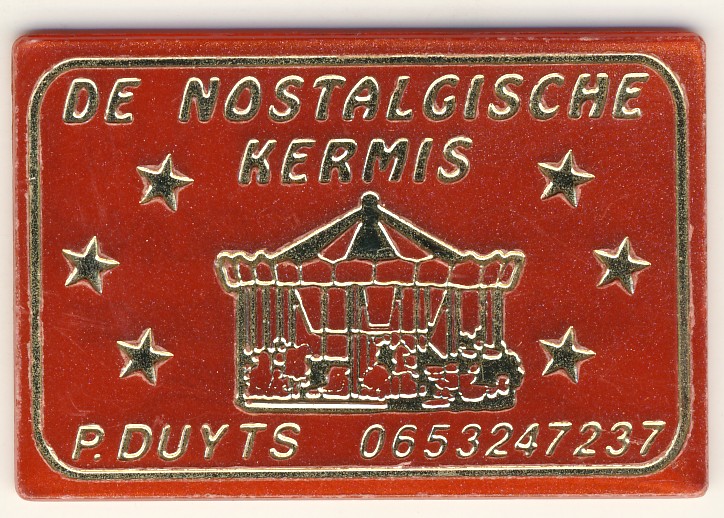 DE NOSTALGISCHE
KERMIS
P. DUYTS 0653247237